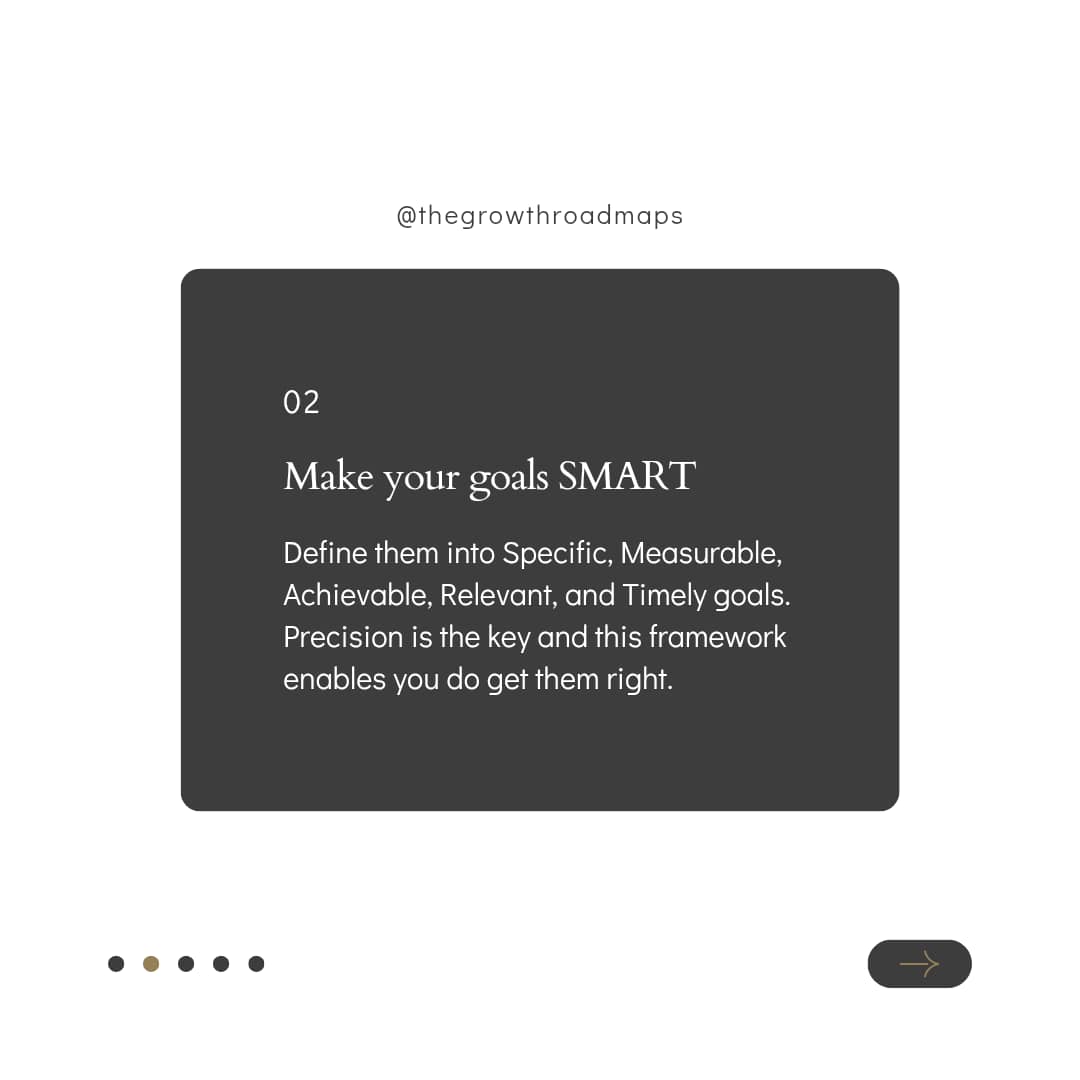 @thegrowthroadmaps
02
Make your goals SMART
Define them into Specific, Measurable,
Achievable, Relevant, and Timely goals.
Precision is the key and this framework
enables you do get them right.